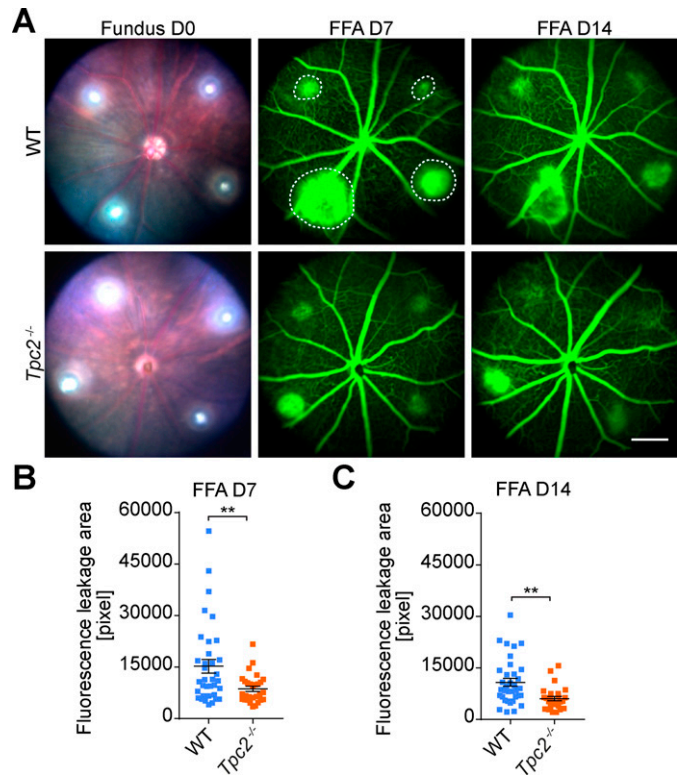 A
Fundus D0
FFA D7
FFA D14
WT
Tpc2-/-
B
FFA D7
**
Fluorescence leakage area
[pixel]
60000
45000
30000
15000
0
WT
Tpc2-/-
C
FFA D14
**
Fluorescence leakage area
[pixel]
60000
45000
30000
15000
0
WT
Tpc2-/-